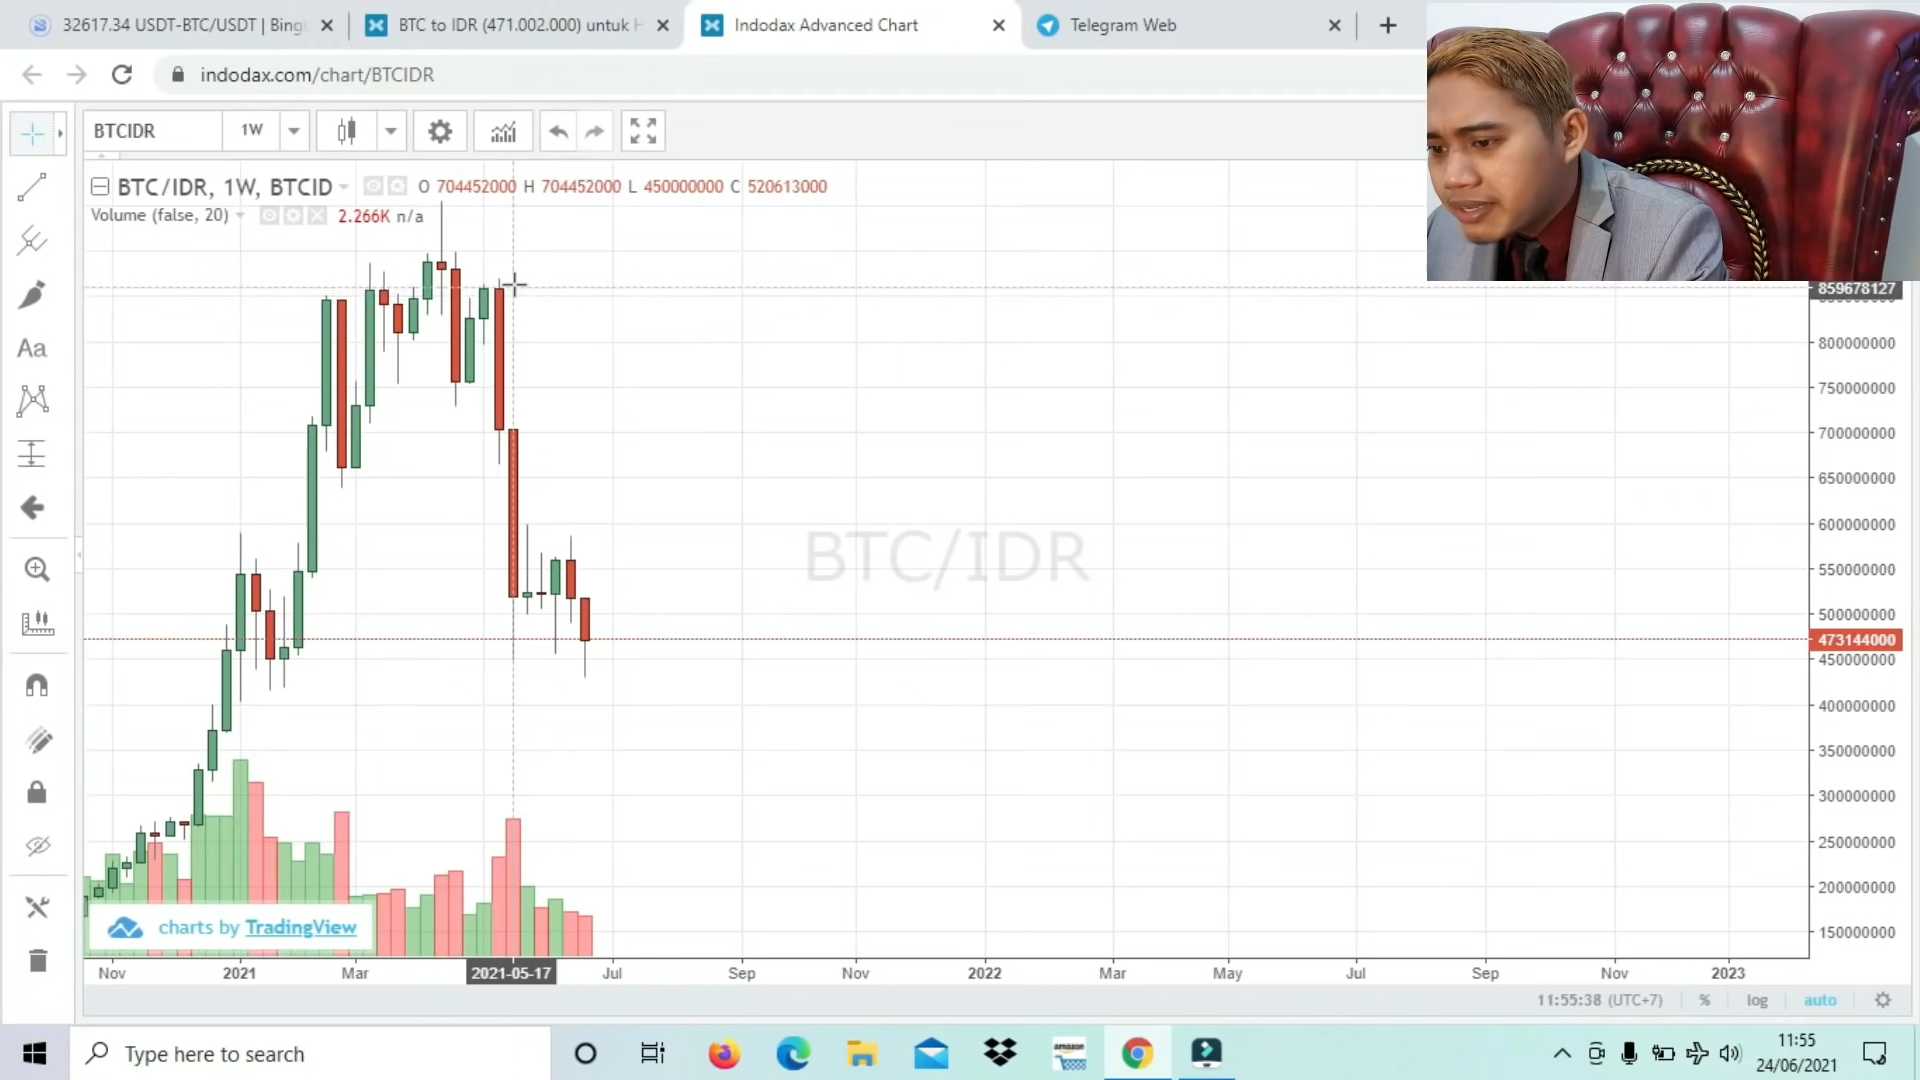 32617.34 USDT-BTC/USDT | Bing
BTC to IDR (471.002.000) untuk H
Indodax Advanced Chart
Telegram Web
indodax.com/chart/BTCIDR
BTCIDR
1W
BTC/IDR, 1W, BTCID
O 704452000 H 704452000 L 450000000 C 520613000
Volume (false, 20)
2.266K n/a
Aa
BTC/IDR
859678127
800000000
750000000
700000000
650000000
600000000
550000000
500000000
473144000
450000000
400000000
350000000
300000000
250000000
200000000
150000000
charts by TradingView
Nov
2021
Mar
2021-05-17
Jul
Sep
Nov
2022
Mar
May
Jul
Sep
Nov
2023
11:55:38 (UTC+7)
%
log
auto
Type here to search
amazon
11:55
24/06/2021